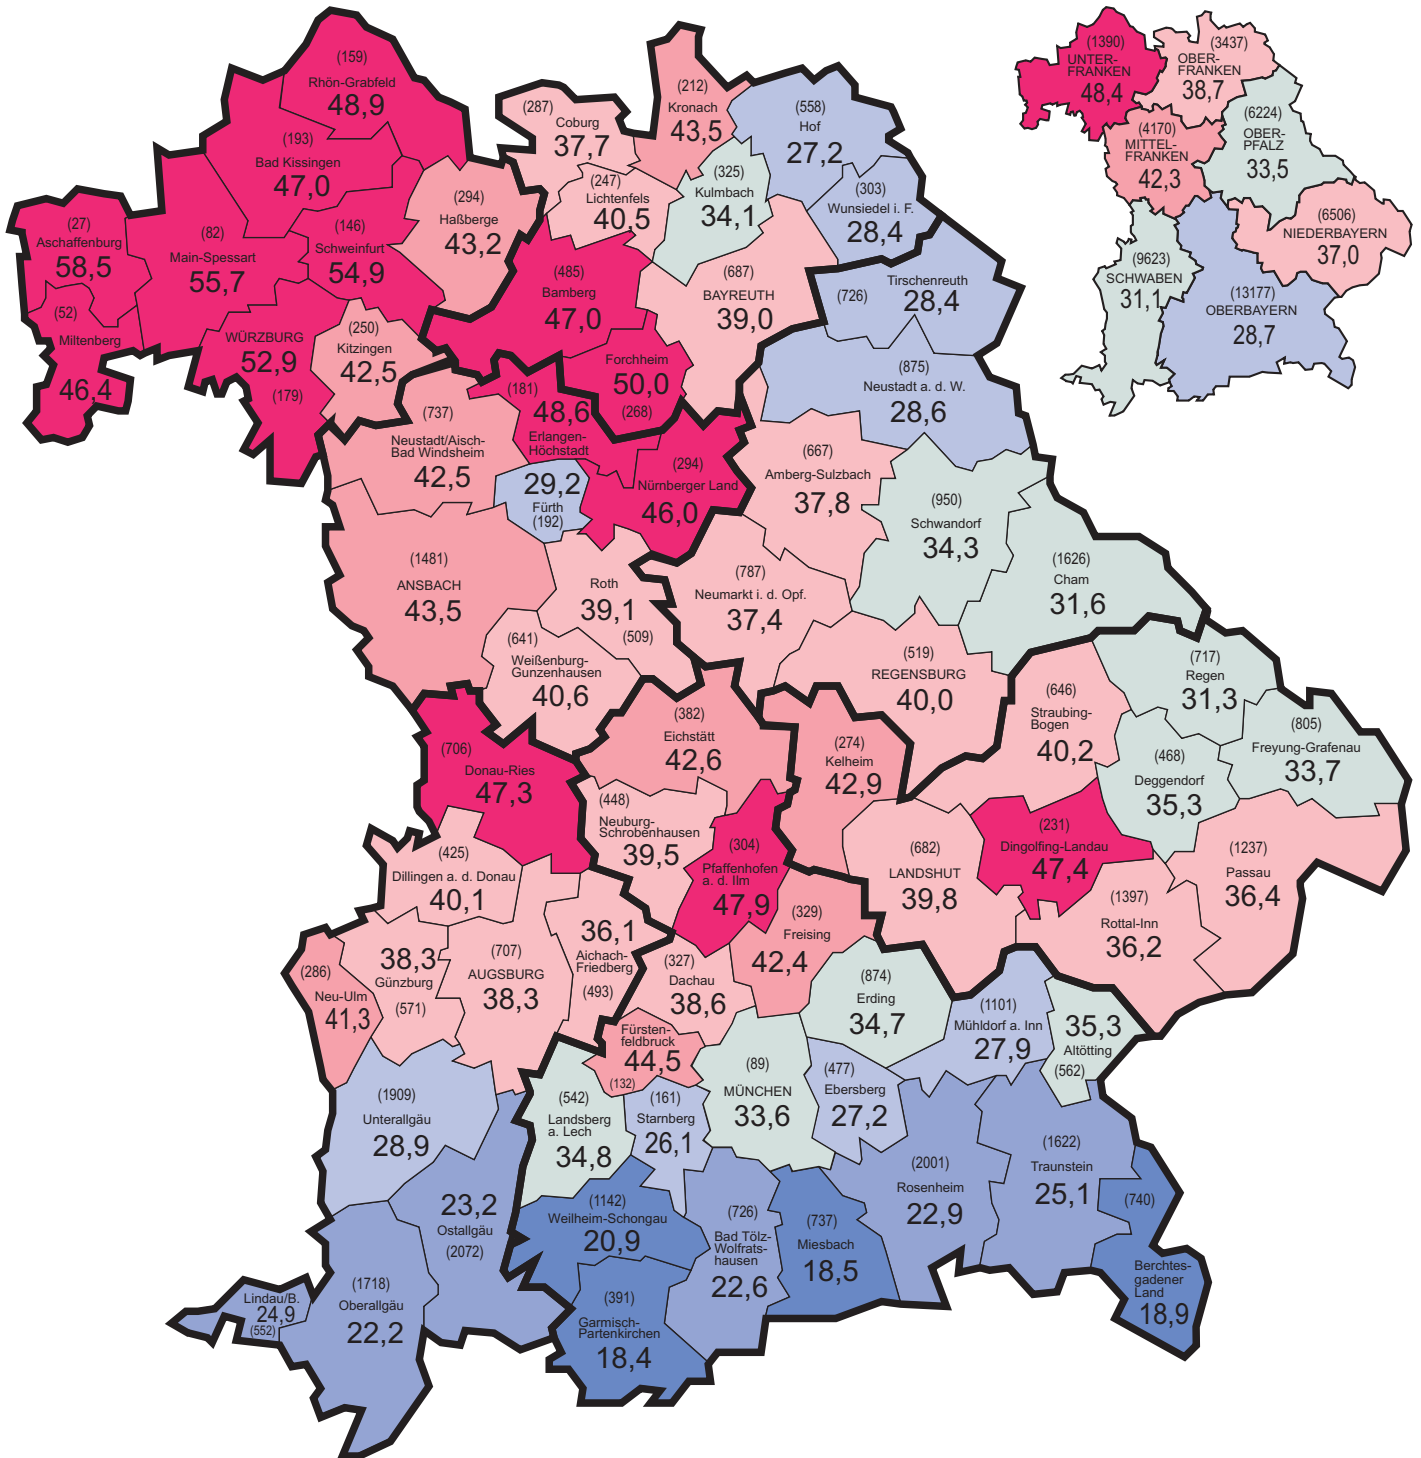 (159)
Rhön-Grabfeld
48,9
(193)
Bad Kissingen
47,0
(27)
Aschaffenburg
58,5
(82)
Main-Spessart
55,7
(146)
Schweinfurt
54,9
(294)
Haßberge
43,2
(52)
Miltenberg
46,4
WÜRZBURG
52,9
(179)
(250)
Kitzingen
42,5
(287)
Coburg
37,7
(212)
Kronach
43,5
(558)
Hof
27,2
(247)
Lichtenfels
40,5
(325)
Kulmbach
34,1
(303)
Wunsiedel i. F.
28,4
(485)
Bamberg
47,0
(687)
BAYREUTH
39,0
Forchheim
50,0
(268)
(726)
Tirschenreuth
28,4
(875)
Neustadt a. d. W.
28,6
(737)
Neustadt/Aisch-
Bad Windsheim
42,5
(181)
48,6
Erlangen-
Höchstadt
29,2
Fürth
(192)
(294)
Nürnberger Land
46,0
(667)
Amberg-Sulzbach
37,8
(950)
Schwandorf
34,3
(1626)
Cham
31,6
(1481)
ANSBACH
43,5
Roth
39,1
(509)
(787)
Neumarkt i. d. Opf.
37,4
(641)
Weißenburg-
Gunzenhausen
40,6
(519)
REGENSBURG
40,0
(717)
Regen
31,3
(646)
Straubing-
Bogen
40,2
(805)
Freyung-Grafenau
33,7
(468)
Deggendorf
35,3
(706)
Donau-Ries
47,3
(382)
Eichstätt
42,6
(274)
Kelheim
42,9
(448)
Neuburg-
Schrobenhausen
39,5
(304)
Pfaffenhofen
a. d. Ilm
47,9
(682)
LANDSHUT
39,8
(231)
Dingolfing-Landau
47,4
(1237)
Passau
36,4
(1397)
Rottal-Inn
36,2
(425)
Dillingen a. d. Donau
40,1
(329)
Freising
42,4
36,1
Aichach-
Friedberg
(493)
(707)
AUGSBURG
38,3
38,3
Günzburg
(571)
(286)
Neu-Ulm
41,3
(327)
Dachau
38,6
(874)
Erding
34,7
(1101)
Mühldorf a. Inn
27,9
35,3
Altötting
(562)
Fürsten-
feldbruck
44,5
(132)
(89)
MÜNCHEN
33,6
(477)
Ebersberg
27,2
(1909)
Unterallgäu
28,9
(542)
Landsberg
a. Lech
34,8
(161)
Starnberg
26,1
(2001)
Rosenheim
22,9
(1622)
Traunstein
25,1
(740)
Berchtes-
gadener
Land
18,9
23,2
Ostallgäu
(2072)
(1142)
Weilheim-Schongau
20,9
(726)
Bad Tölz-
Wolfrats-
hausen
22,6
(737)
Miesbach
18,5
(1718)
Oberallgäu
22,2
Lindau/B.
24,9
(552)
(391)
Garmisch-
Partenkirchen
18,4
(1390)
UNTER-
FRANKEN
48,4
(3437)
OBER-
FRANKEN
38,7
(4170)
MITTEL-
FRANKEN
42,3
(6224)
OBER-
PFALZ
33,5
(6506)
NIEDERBAYERN
37,0
(9623)
SCHWABEN
31,1
(13177)
OBERBAYERN
28,7